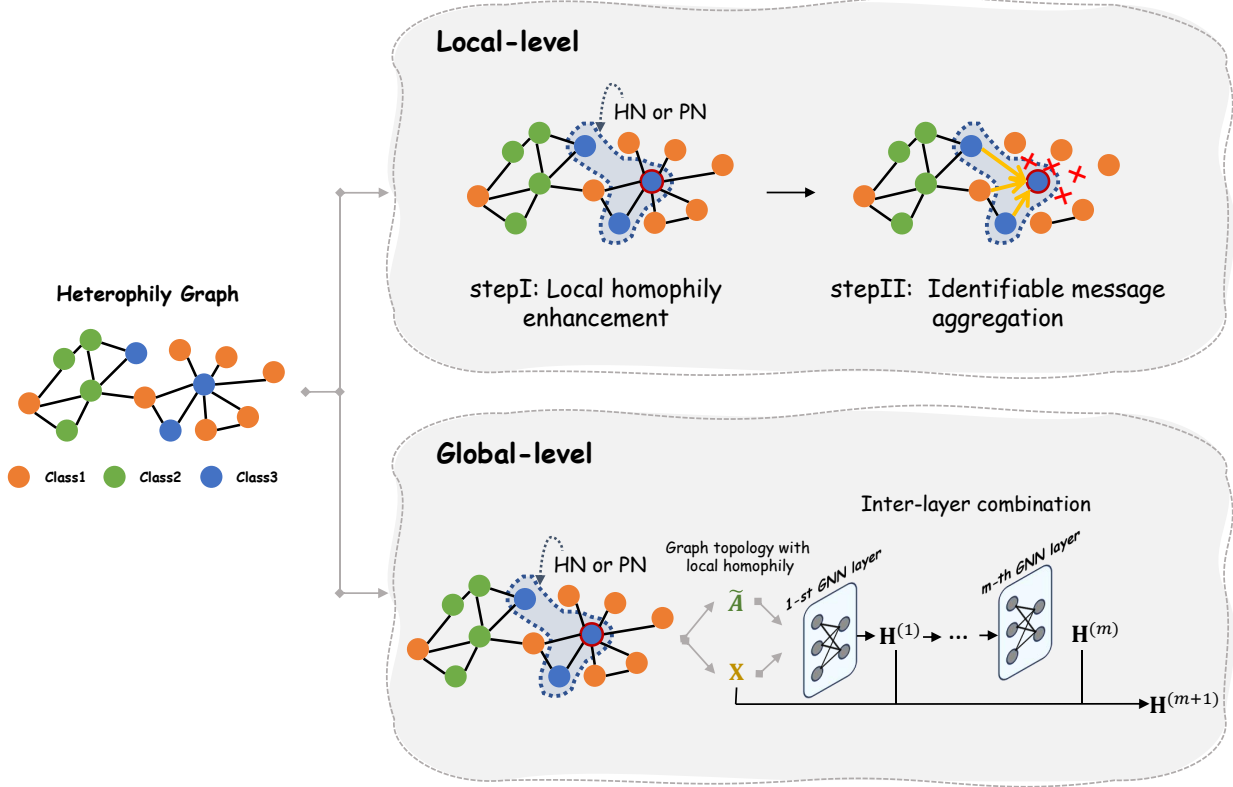 Local-level
HN or PN
stepI: Local homophily
enhancement
stepII: Identifiable message
aggregation
Heterophily Graph
Class1
Class2
Class3
Global-level
HN or PN
Graph topology with
local homophily
Inter-layer combination
1-st GNN layer
m-th GNN layer
Ã
X
H⁽¹⁾
...
H⁽ᵐ⁾
H⁽ᵐ⁺¹⁾